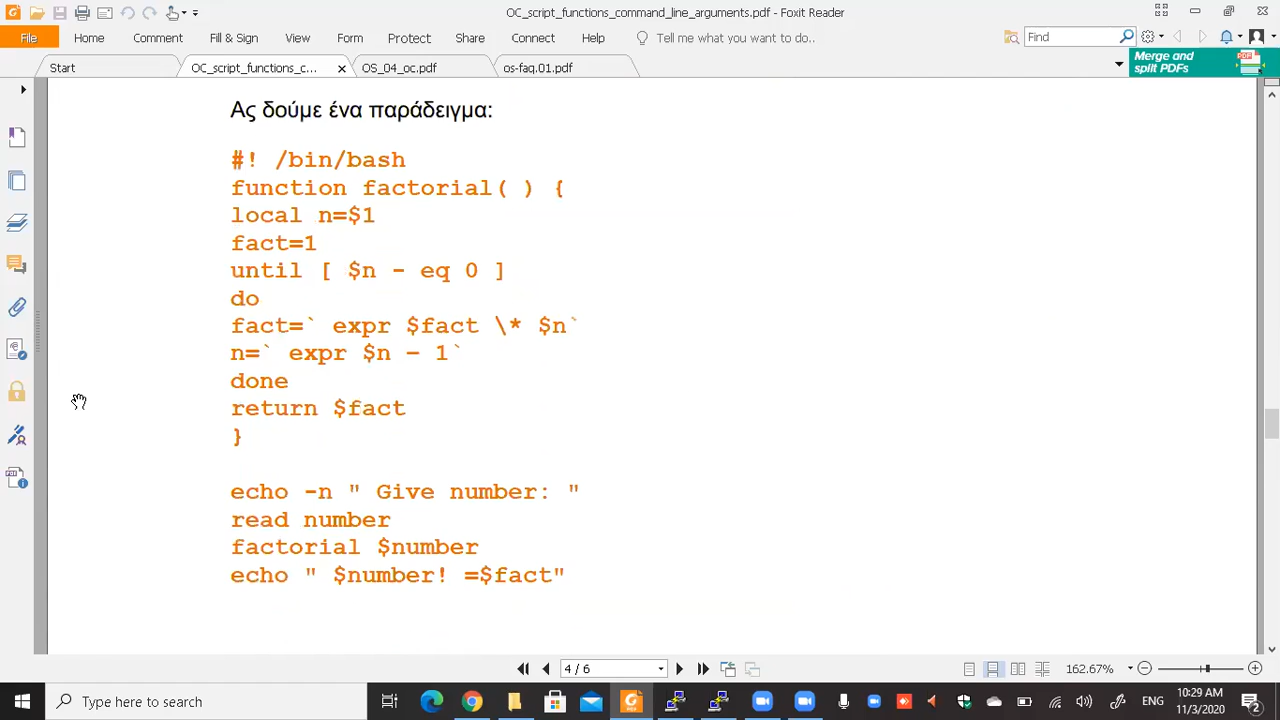 OC_script_functions_command_line_arguments.pdf - Foxit Reader
File Home Comment Fill & Sign View Form Protect Share Connect Help Tell me what you want to do.. Find
Start OC_script_functions_c... OS_04_oc.pdf os-faq.01.pdf
Merge and
split PDFs
Ας δούμε ένα παράδειγμα:
#! /bin/bash
function factorial( ) {
local n=$1
fact=1
until [ $n - eq 0 ]
do
fact=` expr $fact \* $n`
n=` expr $n – 1`
done
return $fact
}
echo -n " Give number: "
read number
factorial $number
echo " $number! =$fact"
4 / 6
162.67%
Type here to search
ENG
10:29 AM
11/3/2020
2